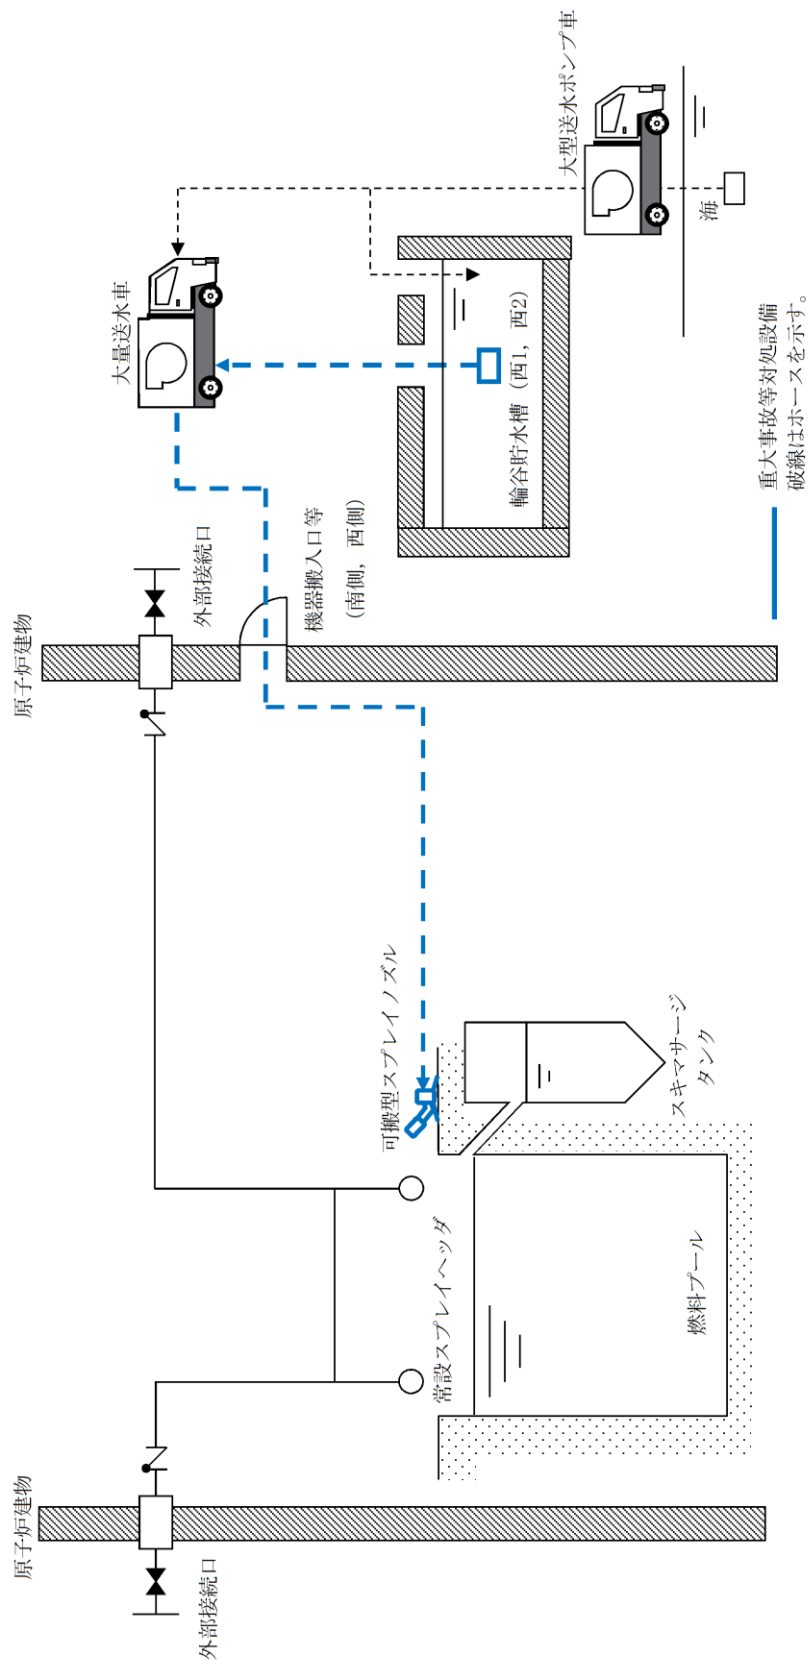 原子炉建物
外部接続口
常設スプレイヘッダ
燃料プール
可搬型スプレイノズル
スキマサージ
タンク
原子炉建物
外部接続口
機器搬入口等
(南側, 西側)
大量送水車
輪谷貯水槽 (西1, 西2)
大型送水ポンプ車
海
重大事故等対処設備
破線はホースを示す。